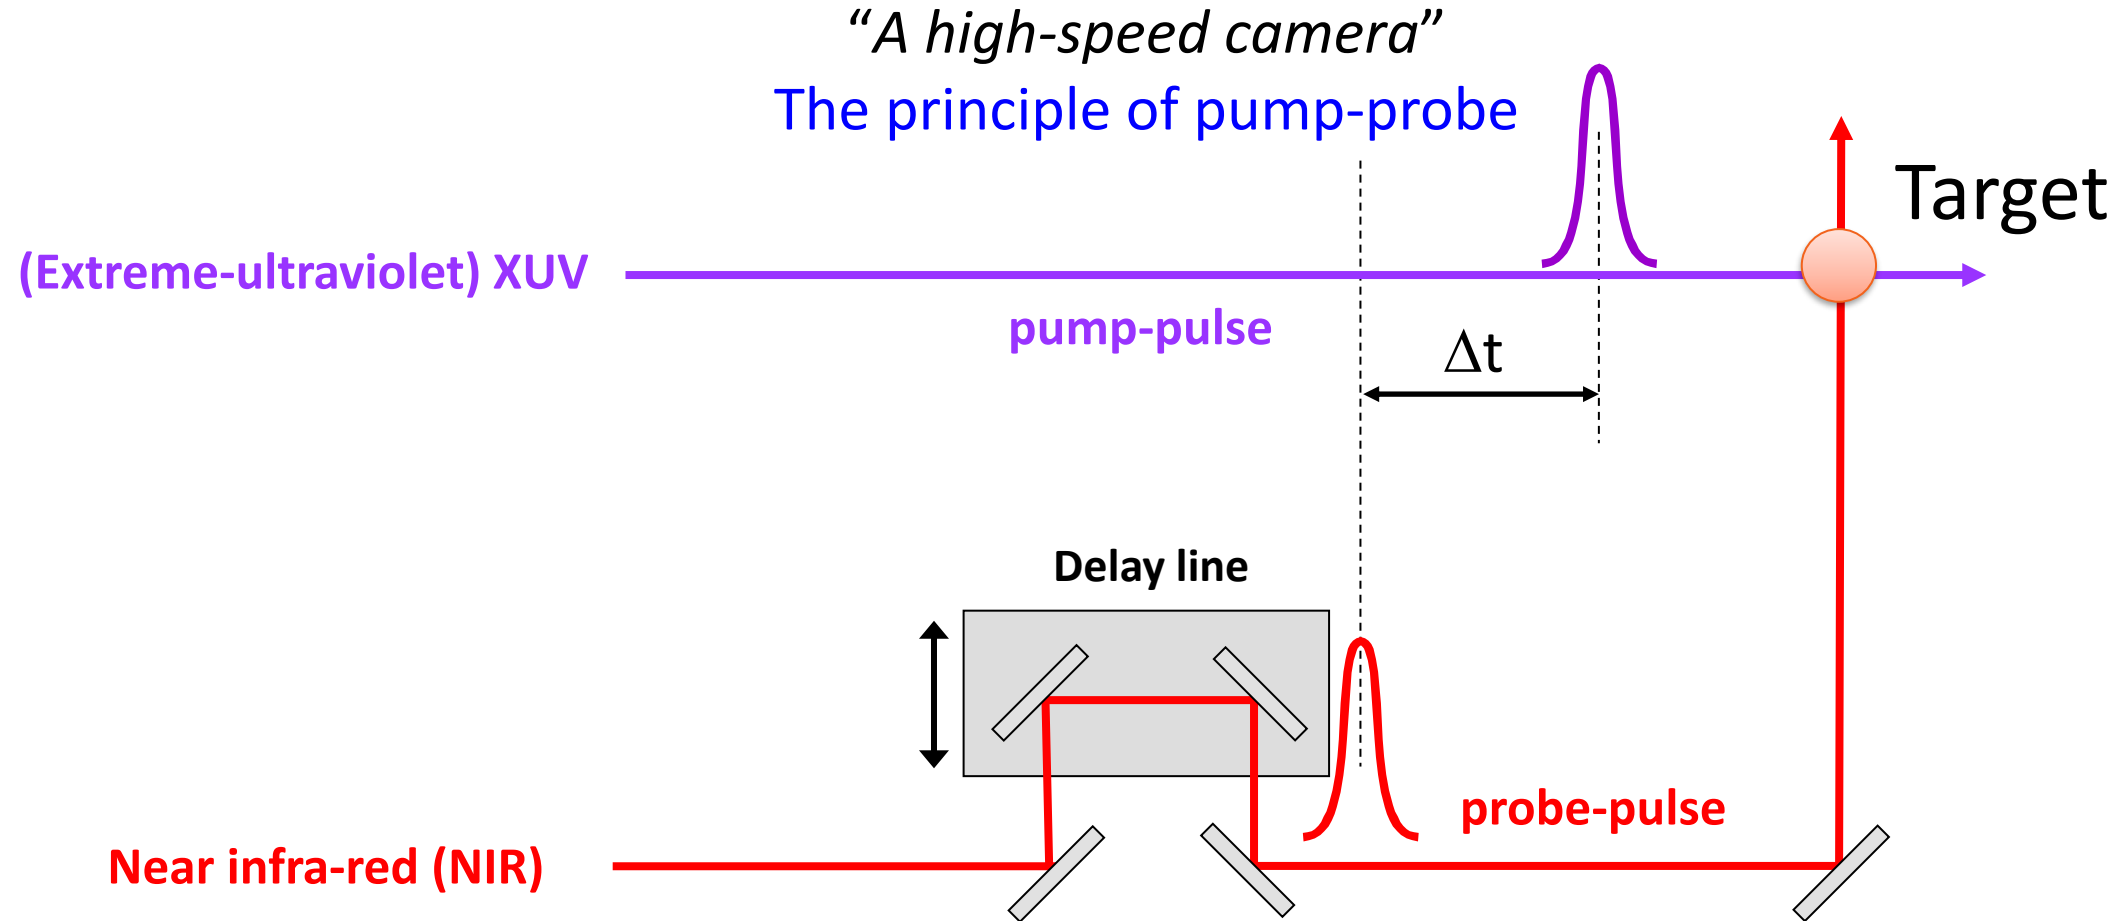 “A high-speed camera”
The principle of pump-probe
Target
(Extreme-ultraviolet) XUV
pump-pulse
Δt
Delay line
probe-pulse
Near infra-red (NIR)